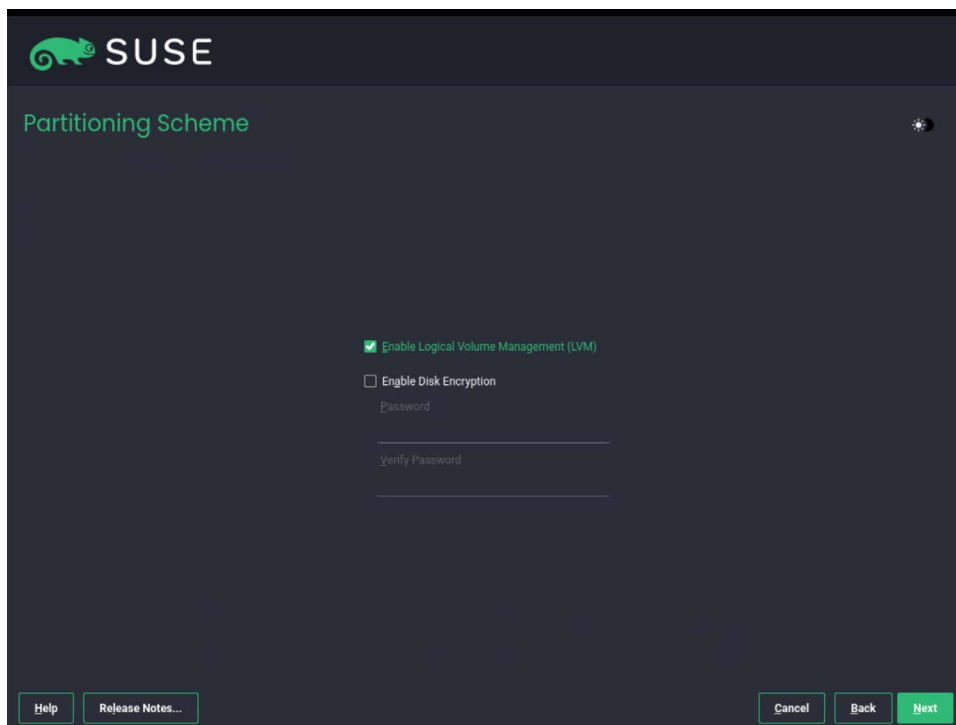 SUSE
Partitioning Scheme
Enable Logical Volume Management (LVM)
Enable Disk Encryption
Password
Verify Password
Help
Release Notes...
Cancel
Back
Next